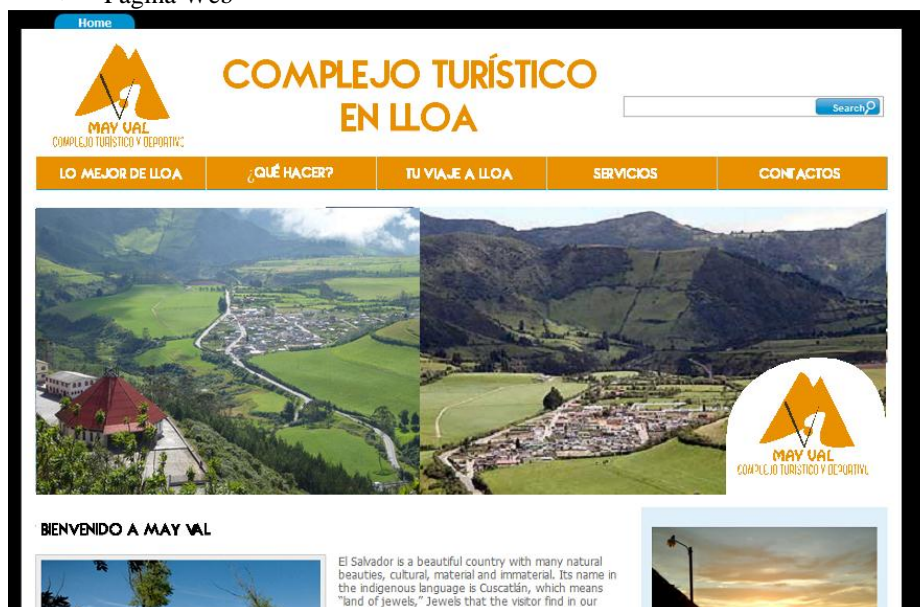 Página Web
Home
COMPLEJO TURÍSTICO
EN LLOA
MAY VAL
COMPLEJO TURISTICO Y DEPORTIVO
Search
LO MEJOR DE LLOA
¿QUÉ HACER?
TU VIAJE A LLOA
SERVICIOS
CONTACTOS
MAY VAL
COMPLEJO TURISTICO Y DEPORTIVO
BIENVENIDO A MAY VAL
El Salvador is a beautiful country with many natural
beauties, cultural, material and immaterial. Its name in
the indigenous language is Cuscatlán, which means
"land of jewels," Jewels that the visitor find in our